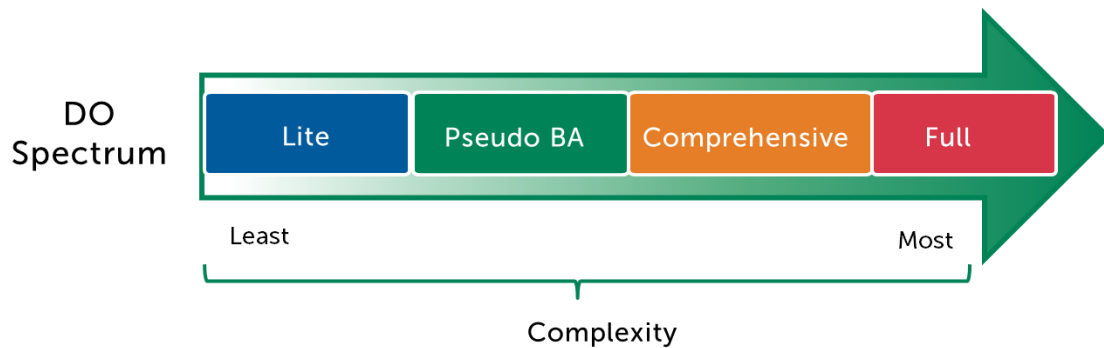 DO
Spectrum
Lite
Pseudo BA
Comprehensive
Full
Least
Most
Complexity